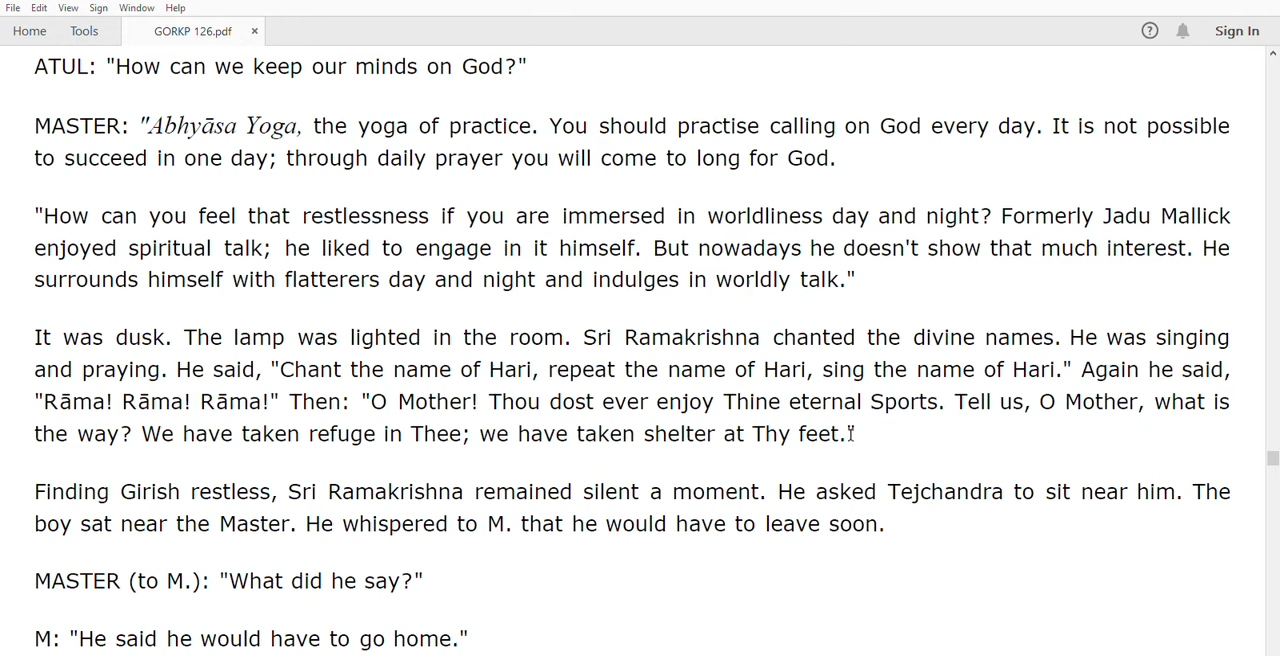 File Edit View Sign Window Help
Home Tools GORKP 126.pdf × ? Sign In
ATUL: "How can we keep our minds on God?"
MASTER: "Abhyāsa Yoga, the yoga of practice. You should practise calling on God every day. It is not possible
to succeed in one day; through daily prayer you will come to long for God.
"How can you feel that restlessness if you are immersed in worldliness day and night? Formerly Jadu Mallick
enjoyed spiritual talk; he liked to engage in it himself. But nowadays he doesn't show that much interest. He
surrounds himself with flatterers day and night and indulges in worldly talk."
It was dusk. The lamp was lighted in the room. Sri Ramakrishna chanted the divine names. He was singing
and praying. He said, "Chant the name of Hari, repeat the name of Hari, sing the name of Hari." Again he said,
"Rāma! Rāma! Rāma!" Then: "O Mother! Thou dost ever enjoy Thine eternal Sports. Tell us, O Mother, what is
the way? We have taken refuge in Thee; we have taken shelter at Thy feet."
Finding Girish restless, Sri Ramakrishna remained silent a moment. He asked Tejchandra to sit near him. The
boy sat near the Master. He whispered to M. that he would have to leave soon.
MASTER (to M.): "What did he say?"
M: "He said he would have to go home."